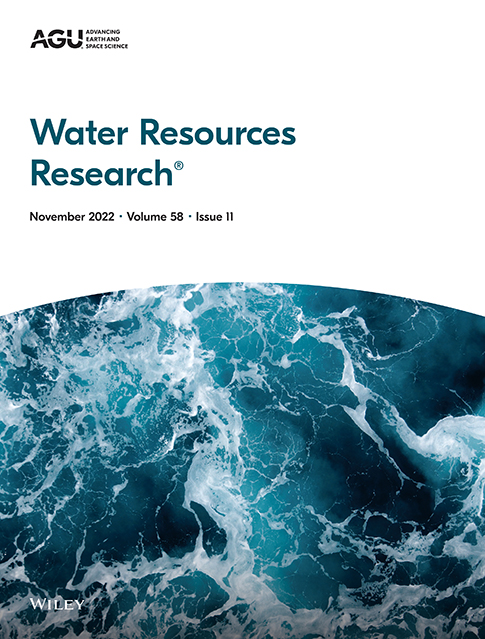 AGU
ADVANCING
EARTH AND
SPACE SCIENCE
Water Resources
Research®
November 2022 • Volume 58 • Issue 11
WILEY